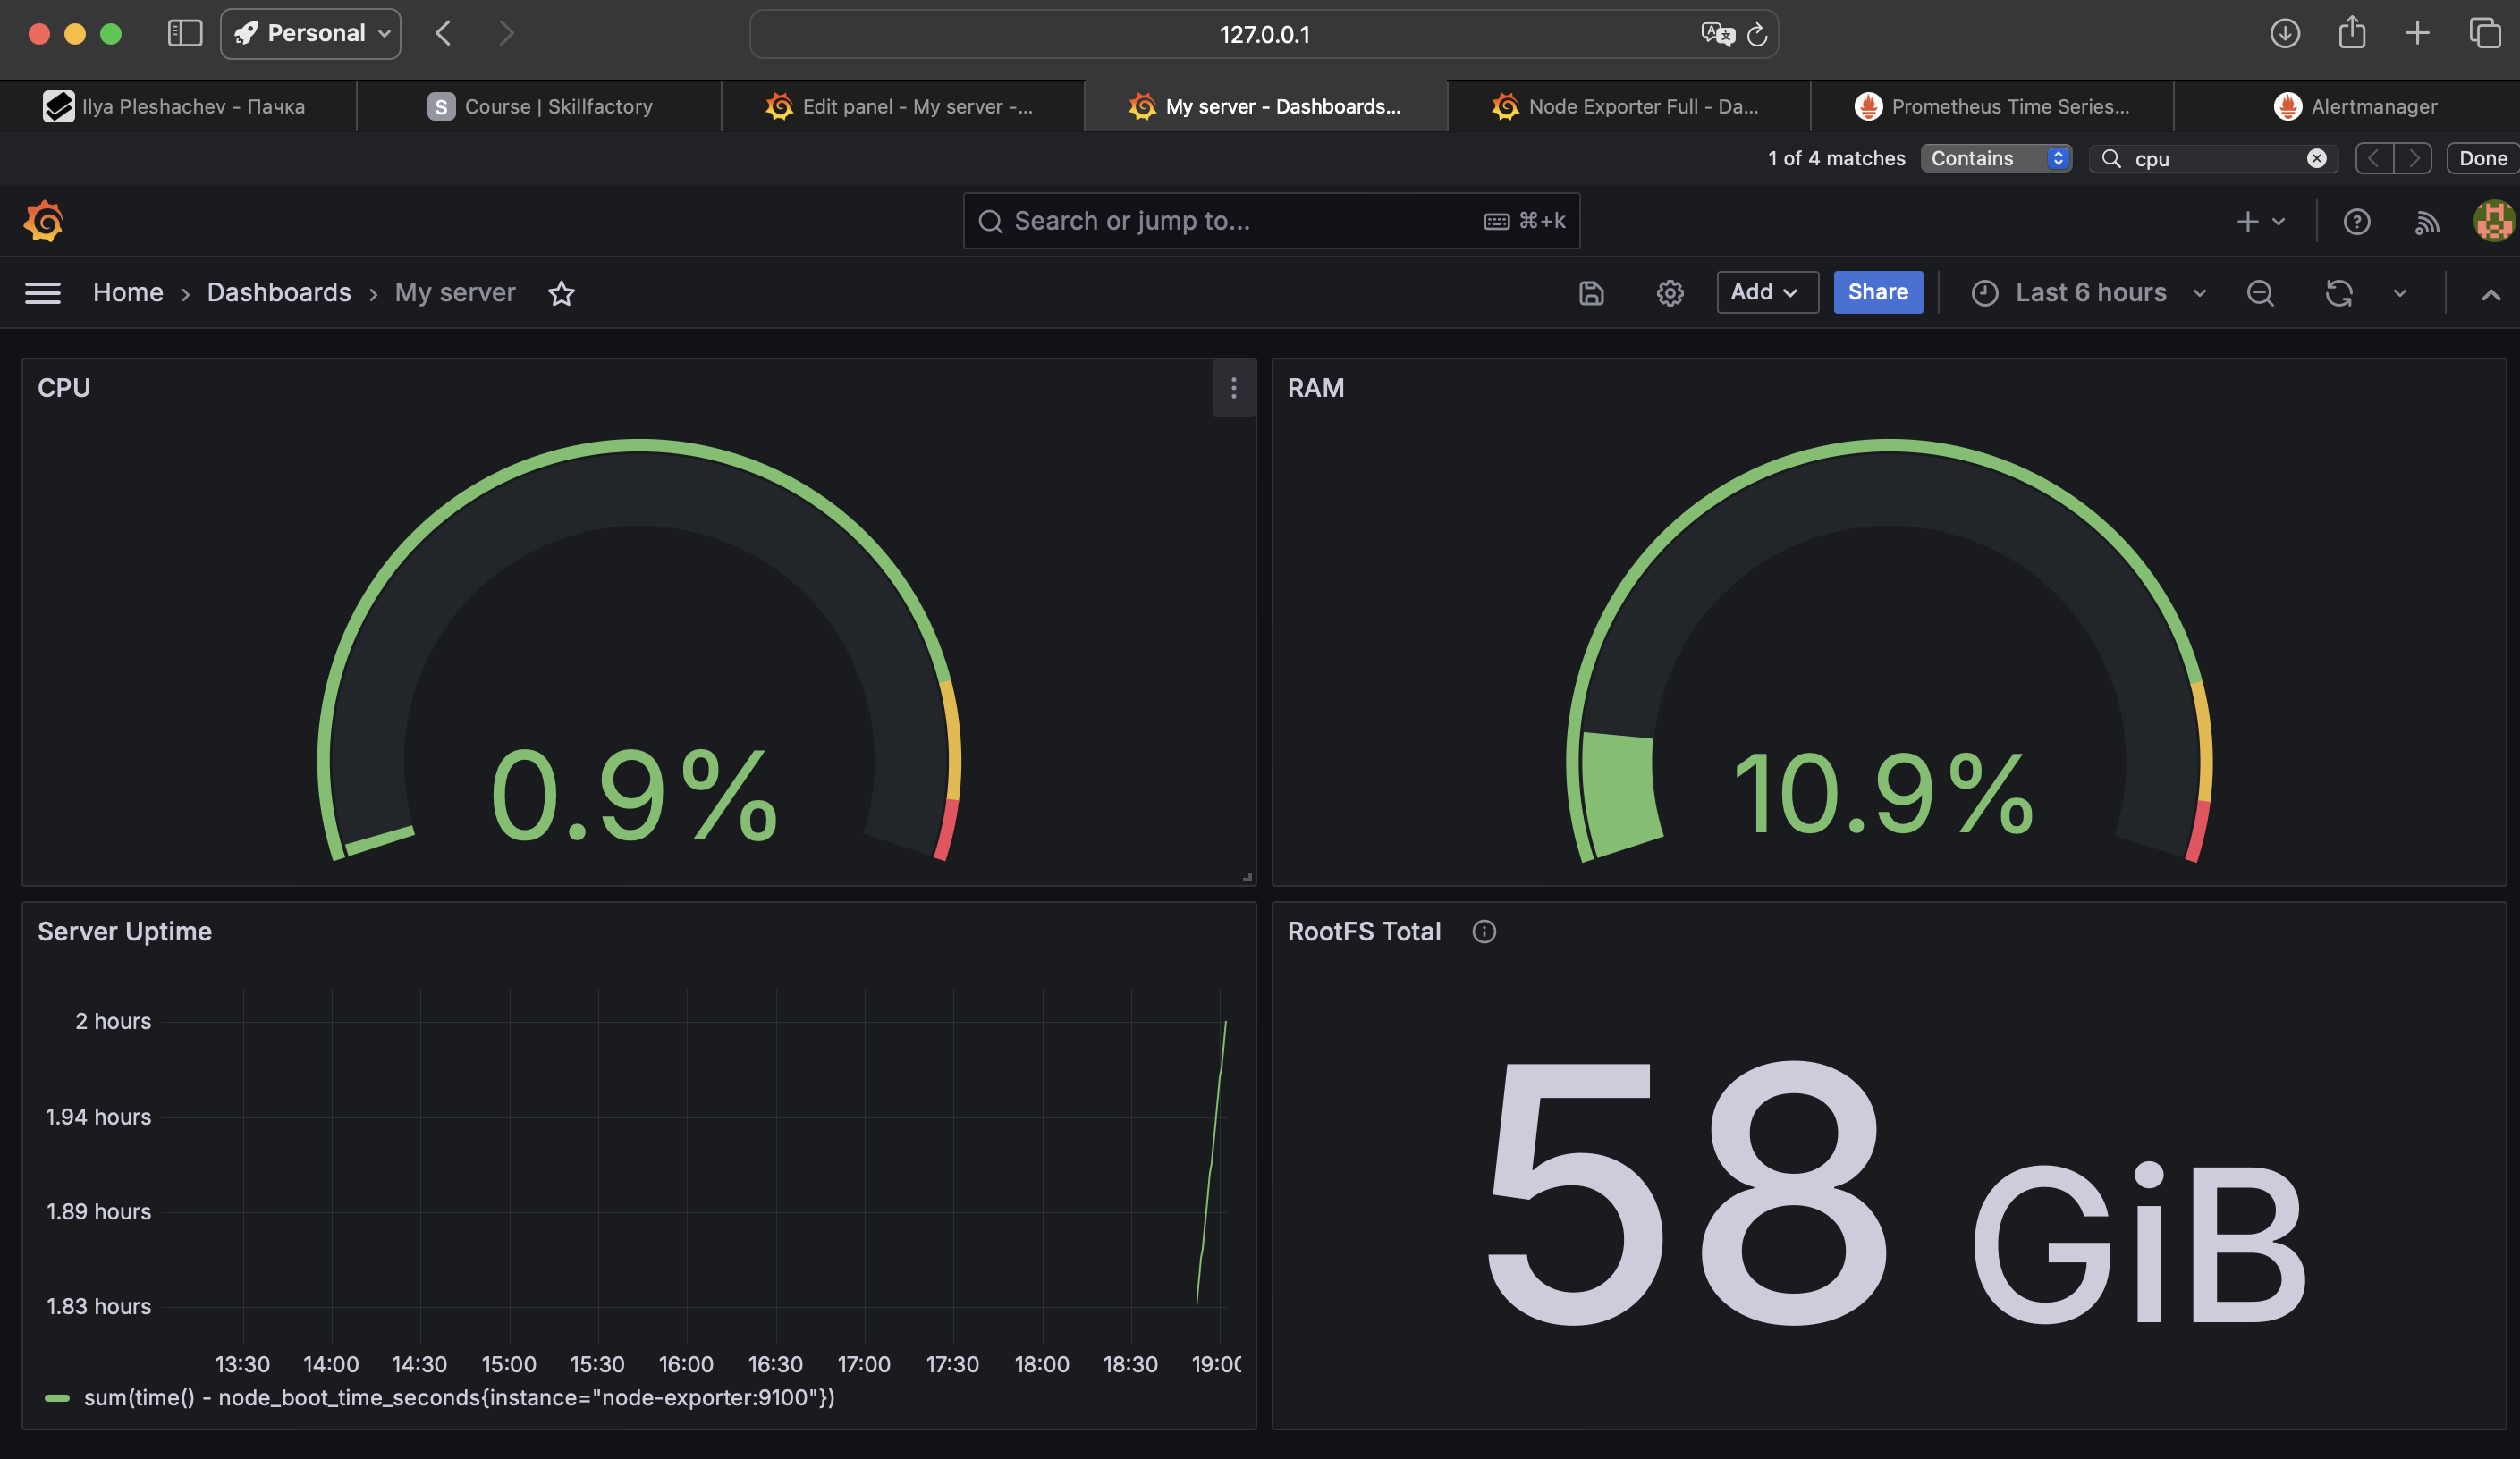 Personal
127.0.0.1
Ilya Pleshachev - Пачка
S Course | Skillfactory
Edit panel - My server -...
My server - Dashboards...
Node Exporter Full - Da...
Prometheus Time Series...
Alertmanager
1 of 4 matches
Contains
cpu
Done
Search or jump to...
⌘+k
Home › Dashboards › My server
Add
Share
Last 6 hours
CPU
0.9%
RAM
10.9%
Server Uptime
2 hours
1.94 hours
1.89 hours
1.83 hours
13:30 14:00 14:30 15:00 15:30 16:00 16:30 17:00 17:30 18:00 18:30 19:00
sum(time() - node_boot_time_seconds{instance="node-exporter:9100"})
RootFS Total
58 GiB